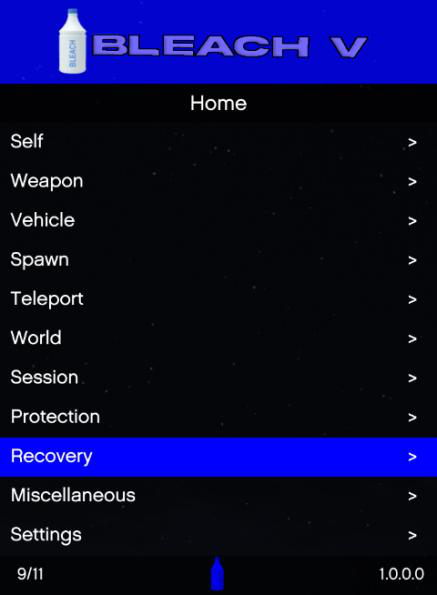 BLEACH
BLEACH V
Home
Self >
Weapon >
Vehicle >
Spawn >
Teleport >
World >
Session >
Protection >
Recovery >
Miscellaneous >
Settings >
9/11 1.0.0.0